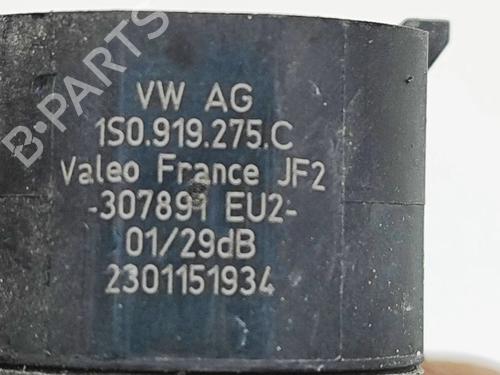 B-PARTS
VW AG
1S0.919.275.C
Valeo France JF2
-307891 EU2-
01/29dB
2301151934